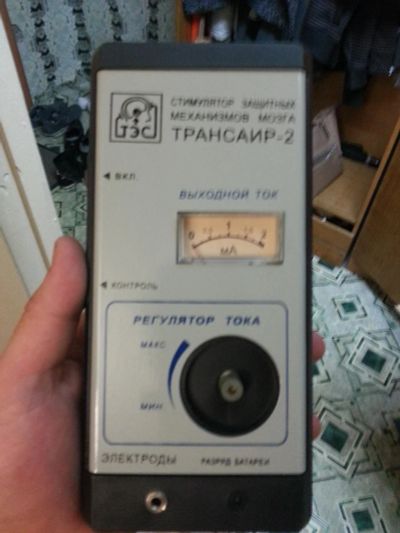 ТЭС
СТИМУЛЯТОР ЗАЩИТНЫХ
МЕХАНИЗМОВ МОЗГА
ТРАНСАИР-2
ВКЛ.
ВЫХОДНОЙ ТОК
0 1 2
мА
КОНТРОЛЬ
РЕГУЛЯТОР ТОКА
МАКС
МИН
ЭЛЕКТРОДЫ РАЗРЯД БАТАРЕИ